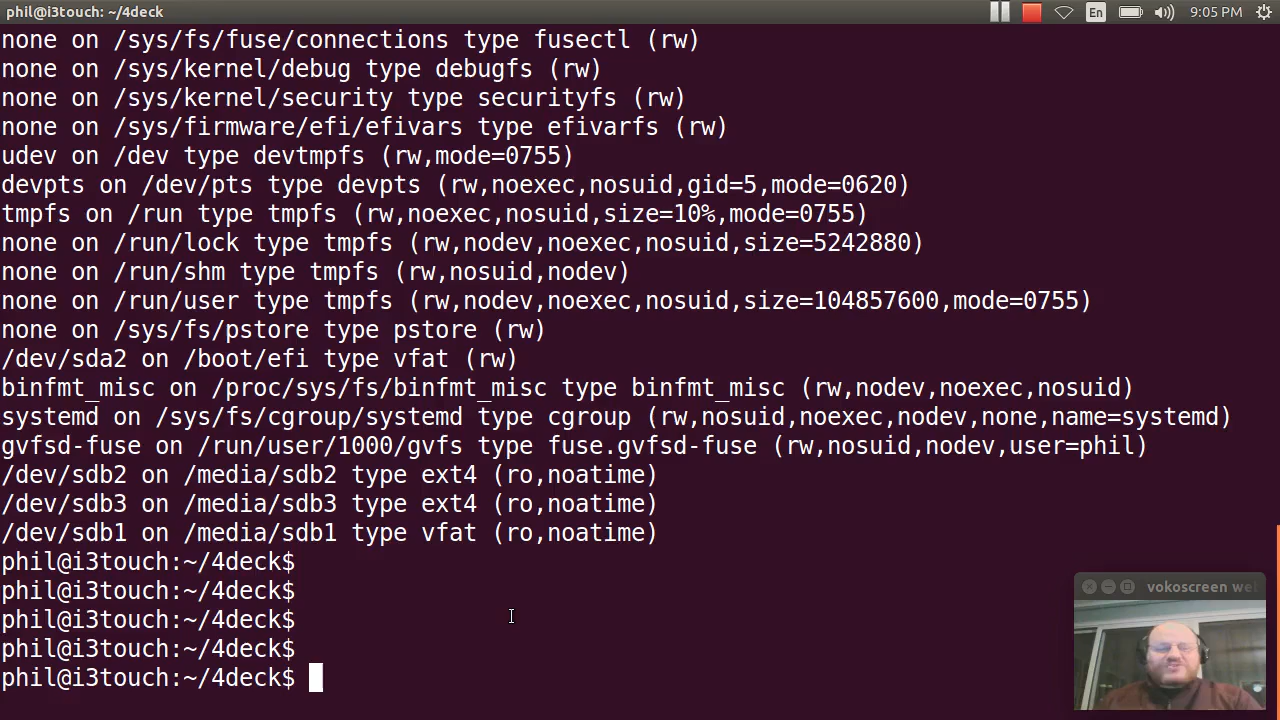 phil@i3touch: ~/4deck
En
9:05 PM
none on /sys/fs/fuse/connections type fusectl (rw)
none on /sys/kernel/debug type debugfs (rw)
none on /sys/kernel/security type securityfs (rw)
none on /sys/firmware/efi/efivars type efivarfs (rw)
udev on /dev type devtmpfs (rw,mode=0755)
devpts on /dev/pts type devpts (rw,noexec,nosuid,gid=5,mode=0620)
tmpfs on /run type tmpfs (rw,noexec,nosuid,size=10%,mode=0755)
none on /run/lock type tmpfs (rw,nodev,noexec,nosuid,size=5242880)
none on /run/shm type tmpfs (rw,nosuid,nodev)
none on /run/user type tmpfs (rw,nodev,noexec,nosuid,size=104857600,mode=0755)
none on /sys/fs/pstore type pstore (rw)
/dev/sda2 on /boot/efi type vfat (rw)
binfmt_misc on /proc/sys/fs/binfmt_misc type binfmt_misc (rw,nodev,noexec,nosuid)
systemd on /sys/fs/cgroup/systemd type cgroup (rw,nosuid,noexec,nodev,none,name=systemd)
gvfsd-fuse on /run/user/1000/gvfs type fuse.gvfsd-fuse (rw,nosuid,nodev,user=phil)
/dev/sdb2 on /media/sdb2 type ext4 (ro,noatime)
/dev/sdb3 on /media/sdb3 type ext4 (ro,noatime)
/dev/sdb1 on /media/sdb1 type vfat (ro,noatime)
phil@i3touch:~/4deck$
phil@i3touch:~/4deck$
phil@i3touch:~/4deck$
phil@i3touch:~/4deck$
phil@i3touch:~/4deck$
vokoscreen we